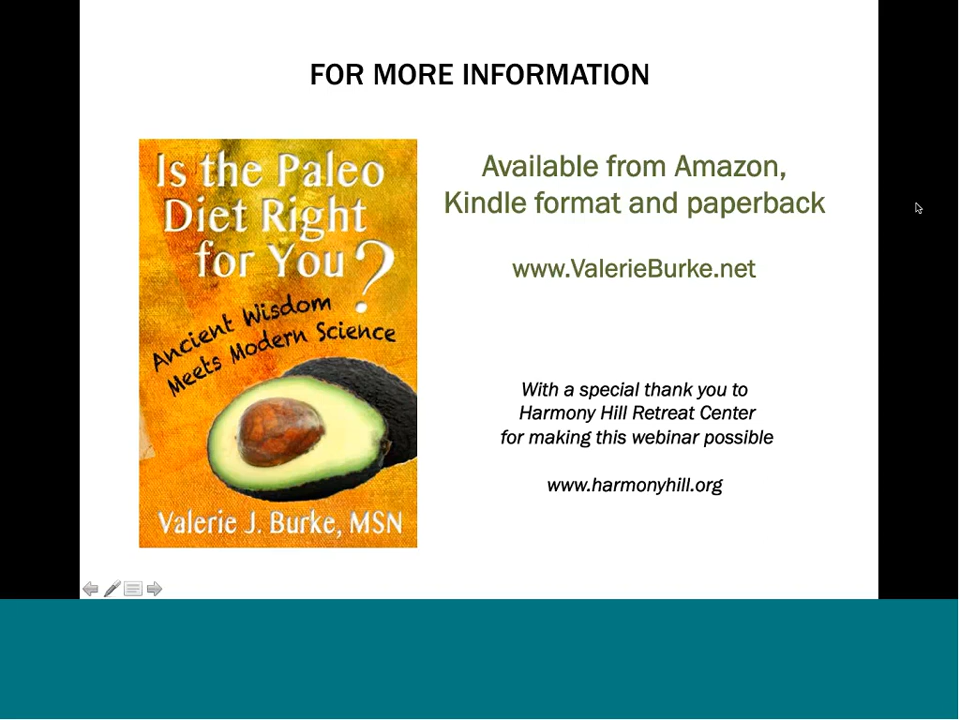 FOR MORE INFORMATION
Is the Paleo
Diet Right
for You?
Ancient Wisdom
Meets Modern Science
Valerie J. Burke, MSN
Available from Amazon,
Kindle format and paperback
www.ValerieBurke.net
With a special thank you to
Harmony Hill Retreat Center
for making this webinar possible
www.harmonyhill.org